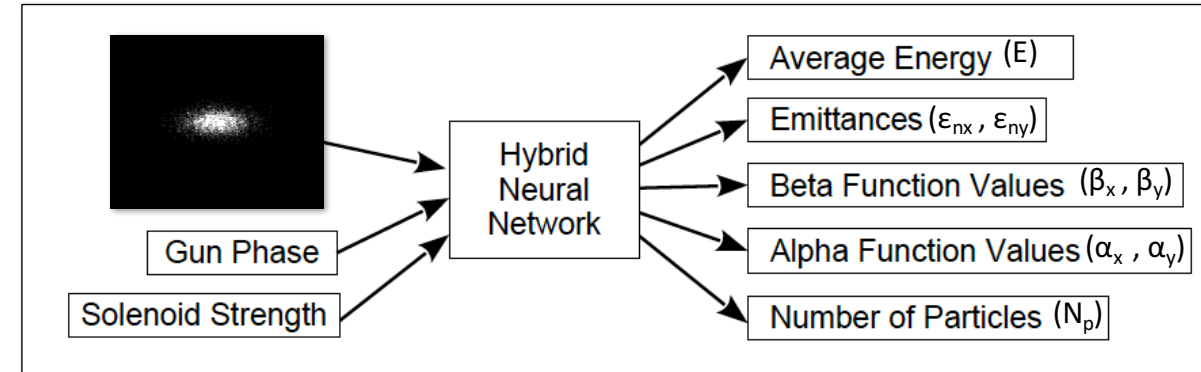 Gun Phase
Solenoid Strength
Hybrid
Neural
Network
Average Energy (E)
Emittances (εnx , εny)
Beta Function Values (βx , βy)
Alpha Function Values (αx , αy)
Number of Particles (Np)